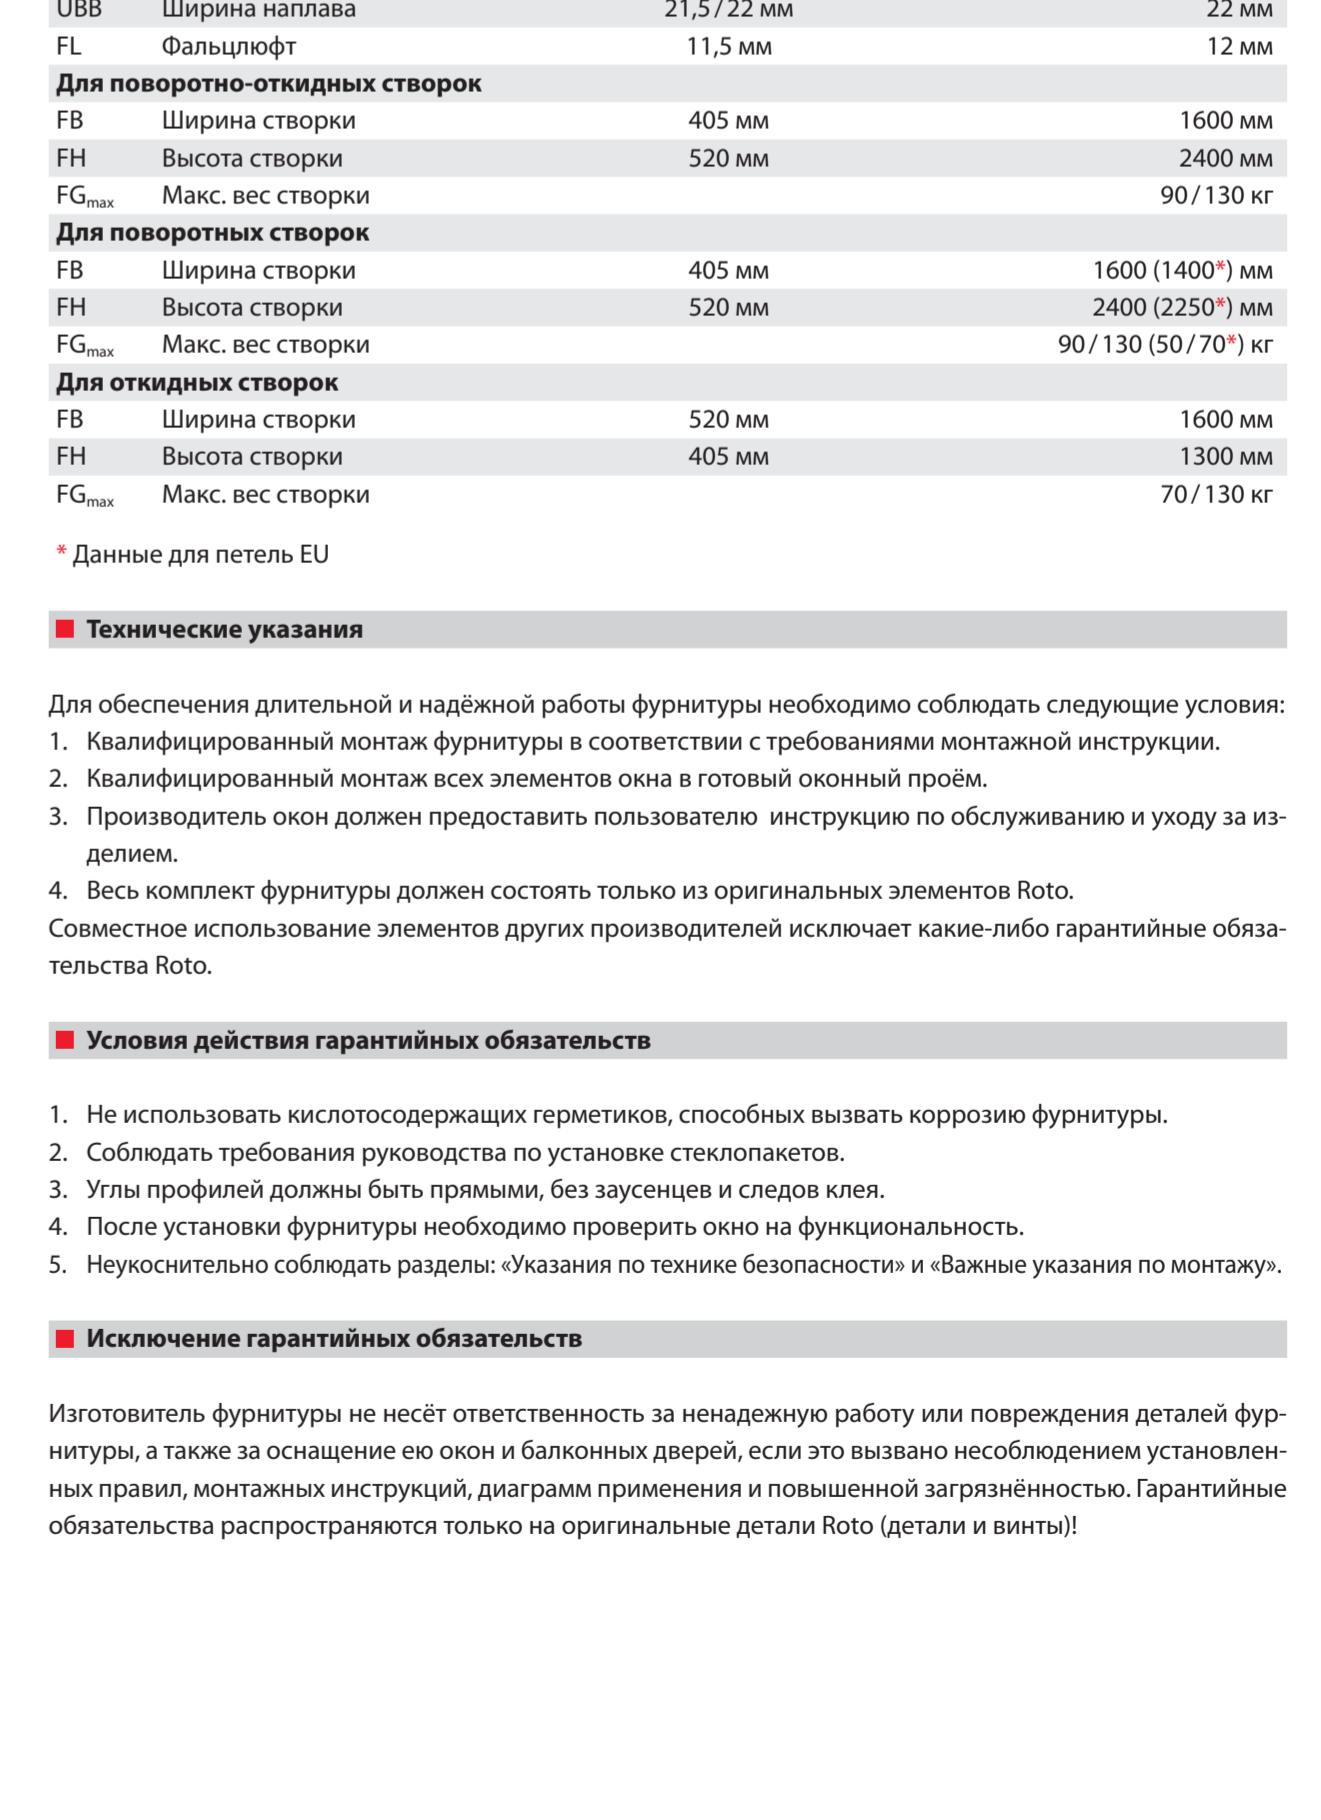 UBB Ширина наплава 21,5 / 22 мм 22 мм
FL Фальцлюфт 11,5 мм 12 мм
Для поворотно-откидных створок
FB Ширина створки 405 мм 1600 мм
FH Высота створки 520 мм 2400 мм
FGmax Макс. вес створки 90 / 130 кг
Для поворотных створок
FB Ширина створки 405 мм 1600 (1400*) мм
FH Высота створки 520 мм 2400 (2250*) мм
FGmax Макс. вес створки 90 / 130 (50 / 70*) кг
Для откидных створок
FB Ширина створки 520 мм 1600 мм
FH Высота створки 405 мм 1300 мм
FGmax Макс. вес створки 70 / 130 кг
* Данные для петель EU
Технические указания
Для обеспечения длительной и надёжной работы фурнитуры необходимо соблюдать следующие условия:
1. Квалифицированный монтаж фурнитуры в соответствии с требованиями монтажной инструкции.
2. Квалифицированный монтаж всех элементов окна в готовый оконный проём.
3. Производитель окон должен предоставить пользователю инструкцию по обслуживанию и уходу за из-
делием.
4. Весь комплект фурнитуры должен состоять только из оригинальных элементов Roto.
Совместное использование элементов других производителей исключает какие-либо гарантийные обяза-
тельства Roto.
Условия действия гарантийных обязательств
1. Не использовать кислотосодержащих герметиков, способных вызвать коррозию фурнитуры.
2. Соблюдать требования руководства по установке стеклопакетов.
3. Углы профилей должны быть прямыми, без заусенцев и следов клея.
4. После установки фурнитуры необходимо проверить окно на функциональность.
5. Неукоснительно соблюдать разделы: «Указания по технике безопасности» и «Важные указания по монтажу».
Исключение гарантийных обязательств
Изготовитель фурнитуры не несёт ответственность за ненадежную работу или повреждения деталей фур-
нитуры, а также за оснащение ею окон и балконных дверей, если это вызвано несоблюдением установлен-
ных правил, монтажных инструкций, диаграмм применения и повышенной загрязнённостью. Гарантийные
обязательства распространяются только на оригинальные детали Roto (детали и винты)!